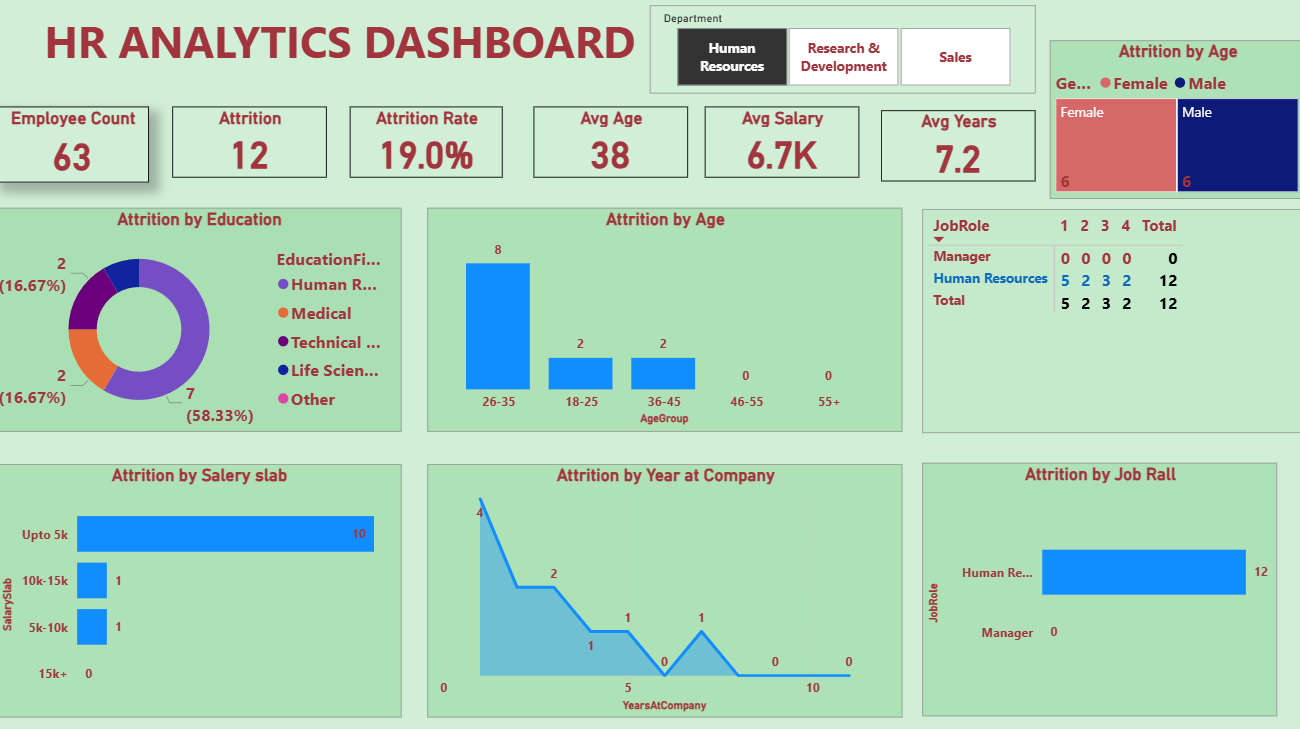 HR ANALYTICS DASHBOARD
Department
Human
Resources
Research &
Development
Sales
Employee Count
63
Attrition
12
Attrition Rate
19.0%
Avg Age
38
Avg Salary
6.7K
Avg Years
7.2
Attrition by Age
Ge... Female Male
Female
6
Male
6
Attrition by Education
2
(16.67%)
2
(16.67%)
7
(58.33%)
EducationFi...
Human R...
Medical
Technical ...
Life Scien...
Other
Attrition by Age
8
2
2
0
0
26-35 18-25 36-45 46-55 55+
AgeGroup
JobRole 1 2 3 4 Total
Manager 0 0 0 0 0
Human Resources 5 2 3 2 12
Total 5 2 3 2 12
Attrition by Salery slab
SalarySlab
Upto 5k 10
10k-15k 1
5k-10k 1
15k+ 0
Attrition by Year at Company
4
2
1
1
0
1
0
0
0 5 10
YearsAtCompany
Attrition by Job Rall
JobRole
Human Re... 12
Manager 0